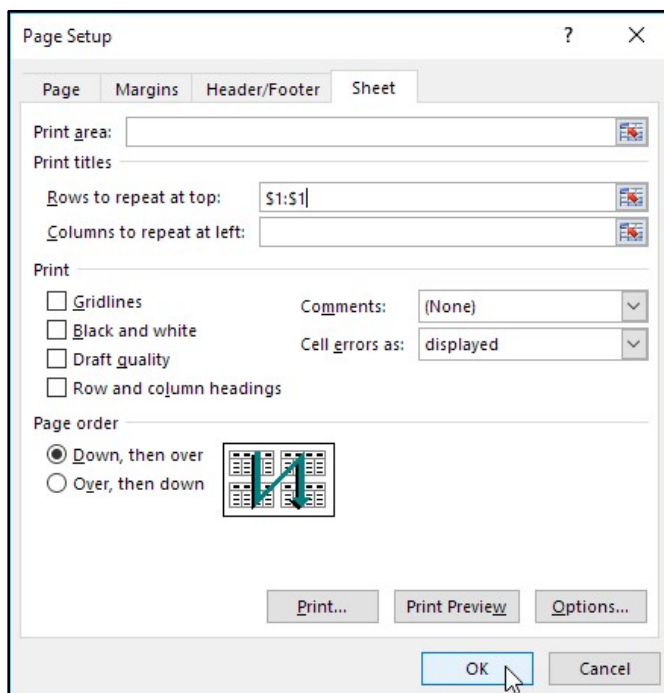 Page Setup ?
Page Margins Header/Footer Sheet
Print area:
Print titles
Rows to repeat at top: $1:$1
Columns to repeat at left:
Print
Gridlines Comments: (None)
Black and white Cell errors as: displayed
Draft quality
Row and column headings
Page order
Down, then over
Over, then down
Print... Print Preview Options...
OK Cancel